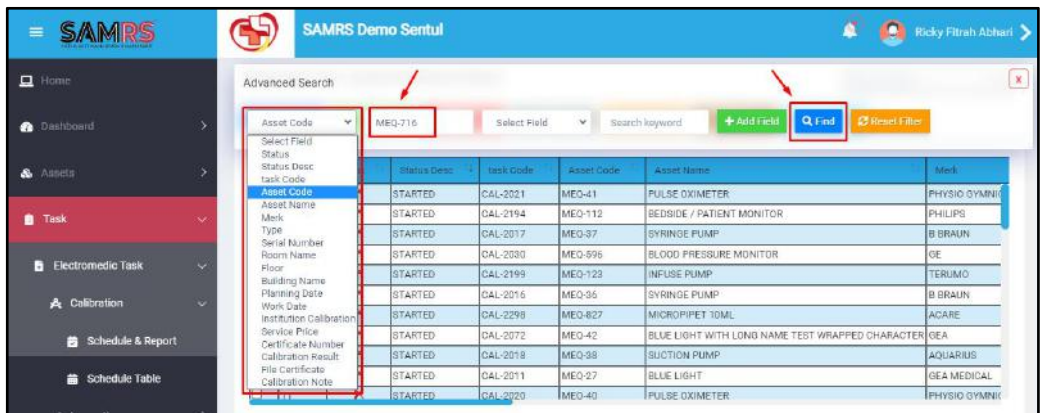 SAMRS
SAMRS Demo Sentul
Ricky Fitrah Abhari
Home
Dashboard
Assets
Task
Electromedic Task
Calibration
Schedule & Report
Schedule Table
Advanced Search
x
Asset Code
MEQ-716
Select Field
Search keyword
+ Add Field
Find
Reset Filter
Select Field
Status
Status Desc
task Code
Asset Code
Asset Name
Merk
Type
Serial Number
Room Name
Floor
Building Name
Planning Date
Work Date
Institution Calibration
Service Price
Certificate Number
Calibration Result
File Certificate
Calibration Note
Status Desc task Code Asset Code Asset Name Merk
STARTED CAL-2021 MEQ-41 PULSE OXIMETER PHYSIO GYMNIC
STARTED CAL-2194 MEQ-112 BEDSIDE / PATIENT MONITOR PHILIPS
STARTED CAL-2017 MEQ-37 SYRINGE PUMP B BRAUN
STARTED CAL-2030 MEQ-596 BLOOD PRESSURE MONITOR GE
STARTED CAL-2199 MEQ-123 INFUSE PUMP TERUMO
STARTED CAL-2016 MEQ-36 SYRINGE PUMP B BRAUN
STARTED CAL-2298 MEQ-827 MICROPIPET 10ML ACARE
STARTED CAL-2072 MEQ-42 BLUE LIGHT WITH LONG NAME TEST WRAPPED CHARACTER GEA
STARTED CAL-2018 MEQ-38 SUCTION PUMP AQUARIUS
STARTED CAL-2011 MEQ-27 BLUE LIGHT GEA MEDICAL
STARTED CAL-2020 MEQ-40 PULSE OXIMETER PHYSIO GYMNIC